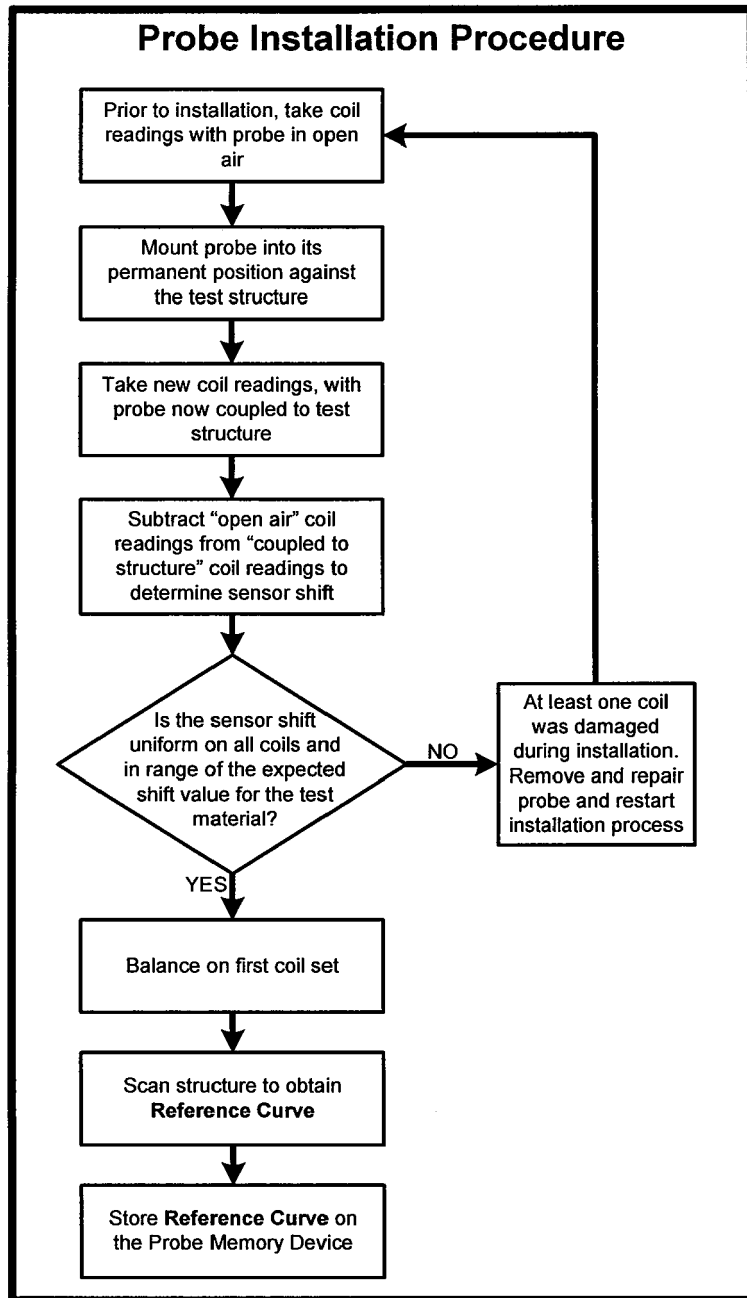 Probe Installation Procedure
Prior to installation, take coil
readings with probe in open
air
Mount probe into its
permanent position against
the test structure
Take new coil readings, with
probe now coupled to test
structure
Subtract “open air” coil
readings from “coupled to
structure” coil readings to
determine sensor shift
Is the sensor shift
uniform on all coils and
in range of the expected
shift value for the test
material?
NO
At least one coil
was damaged
during installation.
Remove and repair
probe and restart
installation process
YES
Balance on first coil set
Scan structure to obtain
Reference Curve
Store Reference Curve on
the Probe Memory Device